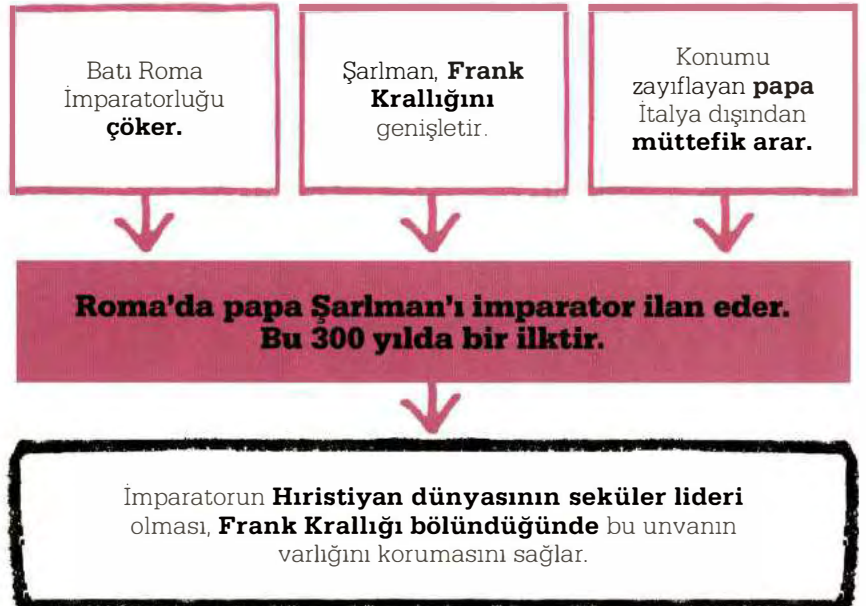 Batı Roma
İmparatorluğu
çöker.
Şarlman, Frank
Krallığını
genişletir.
Konumu
zayıflayan papa
İtalya dışından
müttefik arar.
Roma'da papa Şarlman'ı imparator ilan eder.
Bu 300 yılda bir ilktir.
İmparatorun Hıristiyan dünyasının seküler lideri
olması, Frank Krallığı bölündüğünde bu unvanın
varlığını korumasını sağlar.